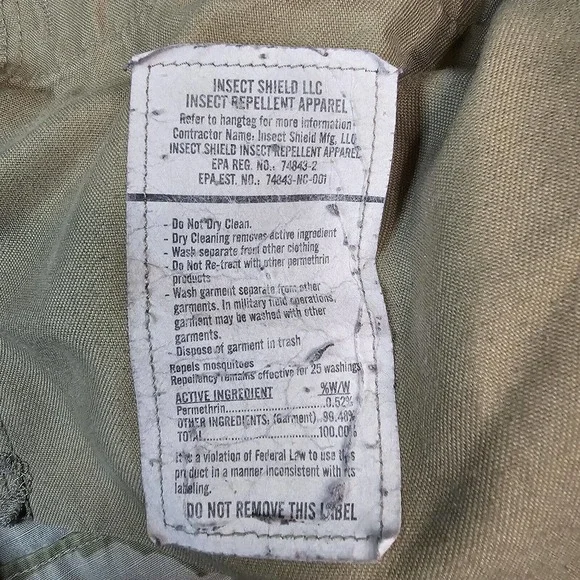 INSECT SHIELD LLC
INSECT REPELLENT APPAREL
Refer to hangtag for more information
Contractor Name: Insect Shield Mfg, LLC
INSECT SHIELD INSECT REPELLENT APPAREL
EPA REG. NO.: 74843-2
EPA EST. NO.: 74843-NC-001
- Do Not Dry Clean.
- Dry Cleaning removes active ingredient
- Wash separate from other clothing
- Do Not Re-treat with other permethrin
products
- Wash garment separate from other
garments. In military field operations,
garment may be washed with other
garments.
- Dispose of garment in trash
Repels mosquitoes
Repellency remains effective for 25 washings
ACTIVE INGREDIENT %W/W
Permethrin.....................0.52%
OTHER INGREDIENTS: (Garment) .99.48%
TOTAL..........................100.00%
It is a violation of Federal Law to use this
product in a manner inconsistent with its
labeling.
DO NOT REMOVE THIS LABEL